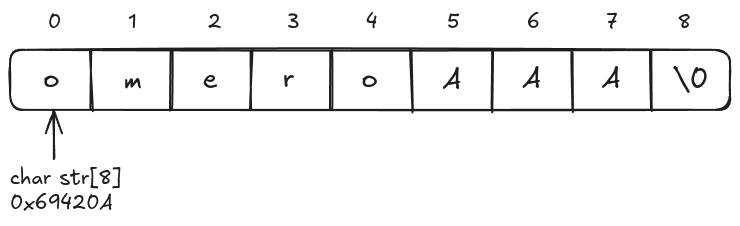 0 1 2 3 4 5 6 7 8
o m e r o A A A \0
char str[8]
0x69420A